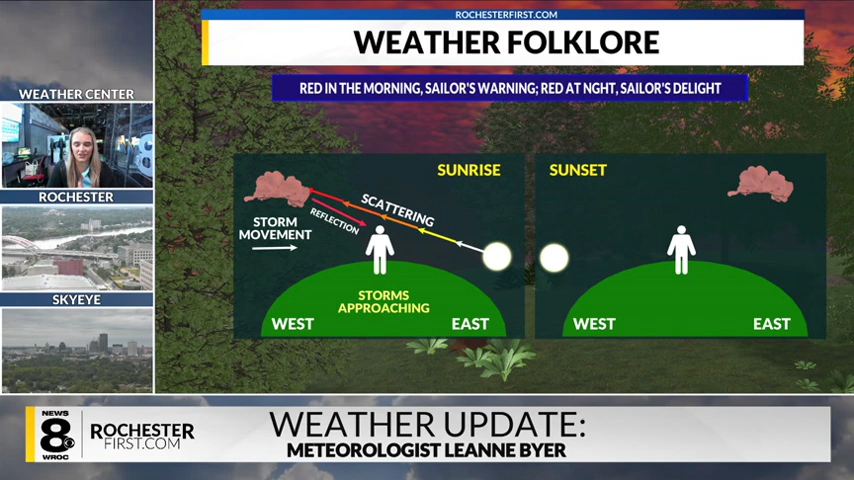 ROCHESTERFIRST.COM
WEATHER FOLKLORE
RED IN THE MORNING, SAILOR'S WARNING; RED AT NGHT, SAILOR'S DELIGHT
WEATHER CENTER
ROCHESTER
SKYEYE
SUNRISE
SCATTERING
REFLECTION
STORM
MOVEMENT
STORMS
APPROACHING
WEST
EAST
SUNSET
WEST
EAST
NEWS
8
WROC
ROCHESTER
FIRST.COM
WEATHER UPDATE:
METEOROLOGIST LEANNE BYER